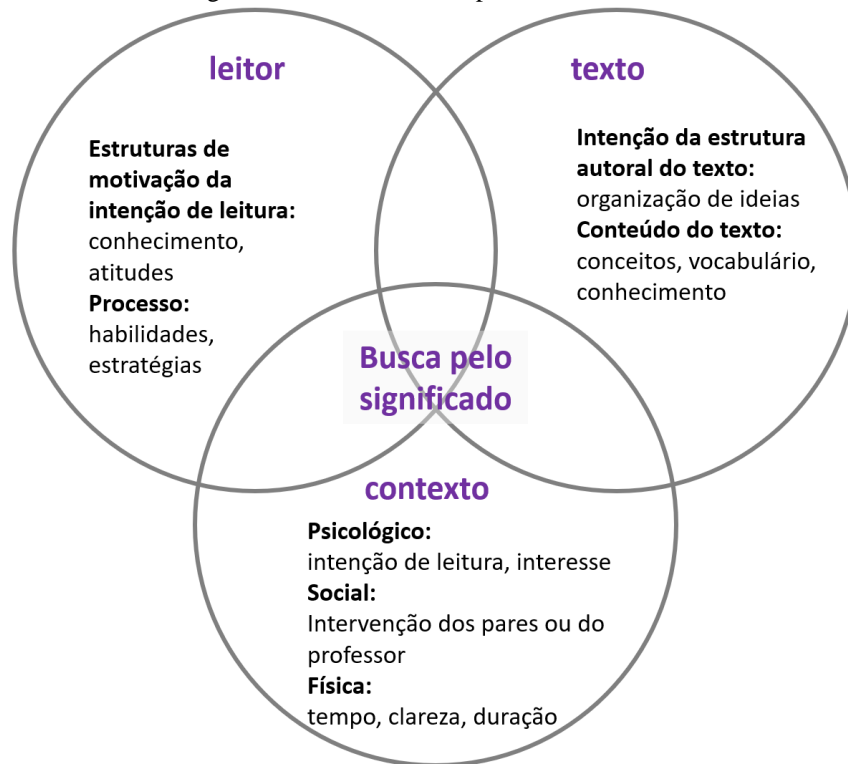 leitor
Estruturas de
motivação da
intenção de leitura:
conhecimento,
atitudes
Processo:
habilidades,
estratégias
texto
Intenção da estrutura
autoral do texto:
organização de ideias
Conteúdo do texto:
conceitos, vocabulário,
conhecimento
Busca pelo
significado
contexto
Psicológico:
intenção de leitura, interesse
Social:
Intervenção dos pares ou do
professor
Física:
tempo, clareza, duração